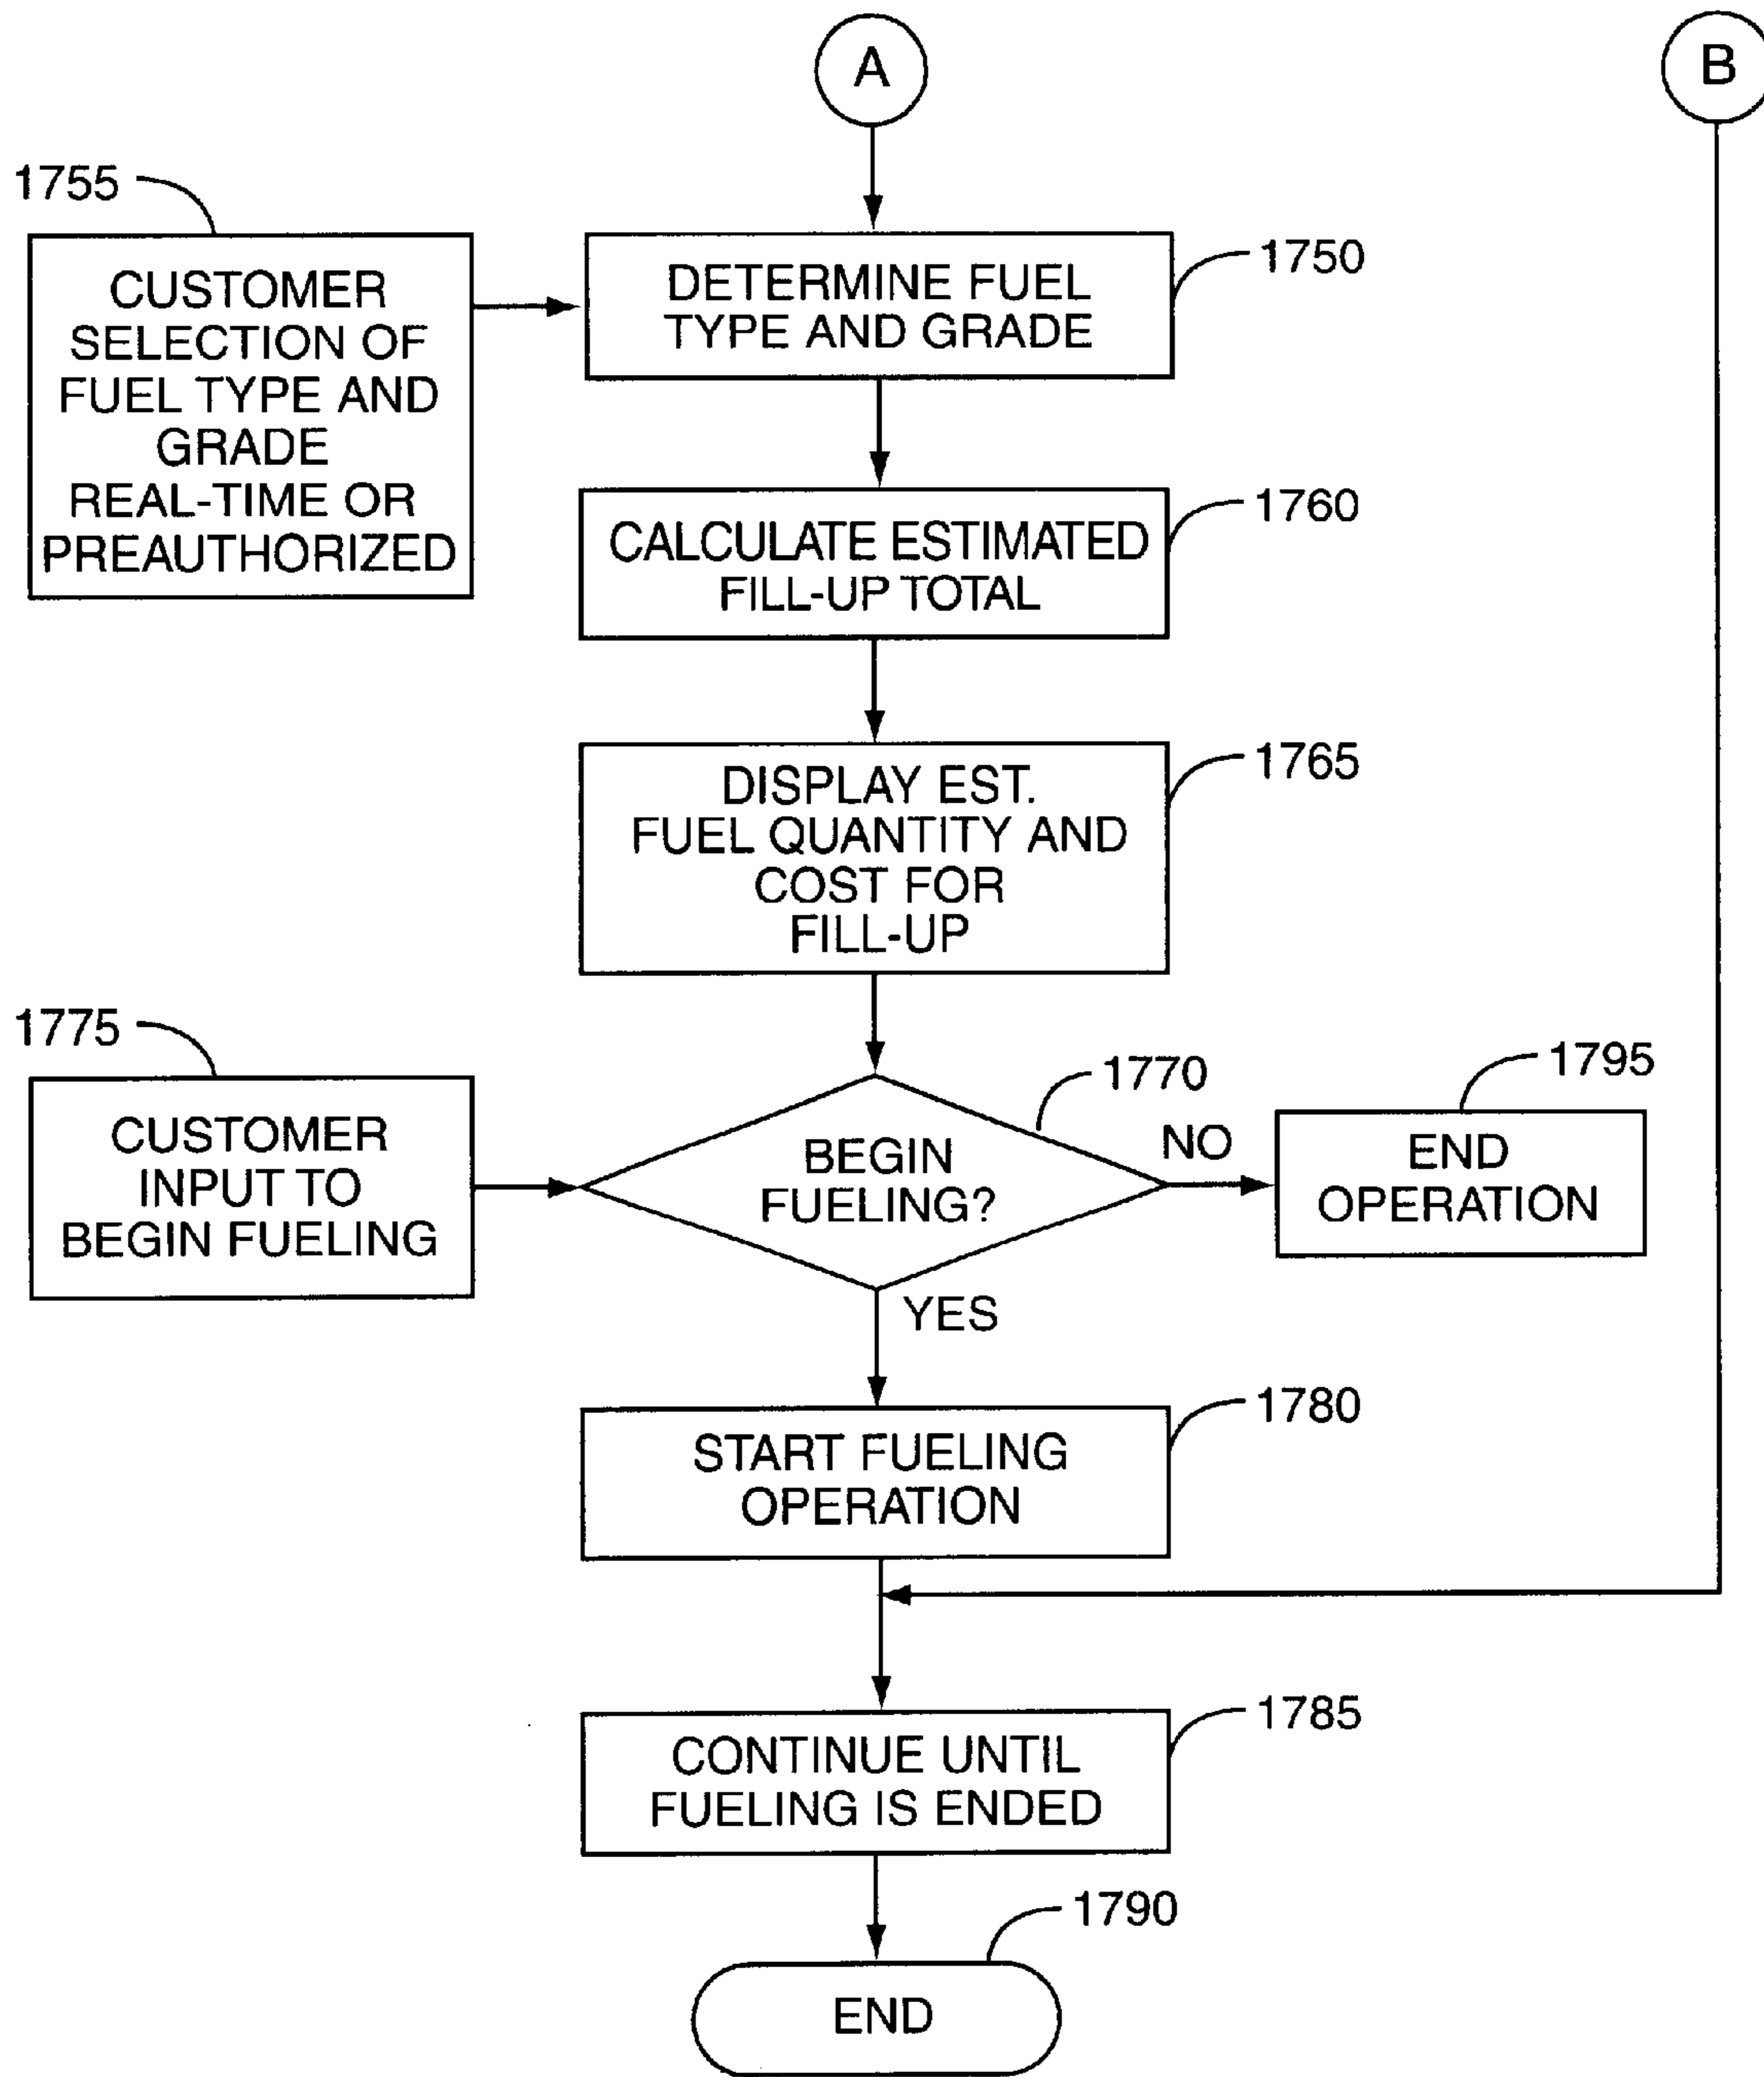 A
B
1755
CUSTOMER
SELECTION OF
FUEL TYPE AND
GRADE
REAL-TIME OR
PREAUTHORIZED
1750
DETERMINE FUEL
TYPE AND GRADE
1760
CALCULATE ESTIMATED
FILL-UP TOTAL
1765
DISPLAY EST.
FUEL QUANTITY AND
COST FOR
FILL-UP
1775
CUSTOMER
INPUT TO
BEGIN FUELING
1770
BEGIN
FUELING?
NO
1795
END
OPERATION
YES
1780
START FUELING
OPERATION
1785
CONTINUE UNTIL
FUELING IS ENDED
1790
END